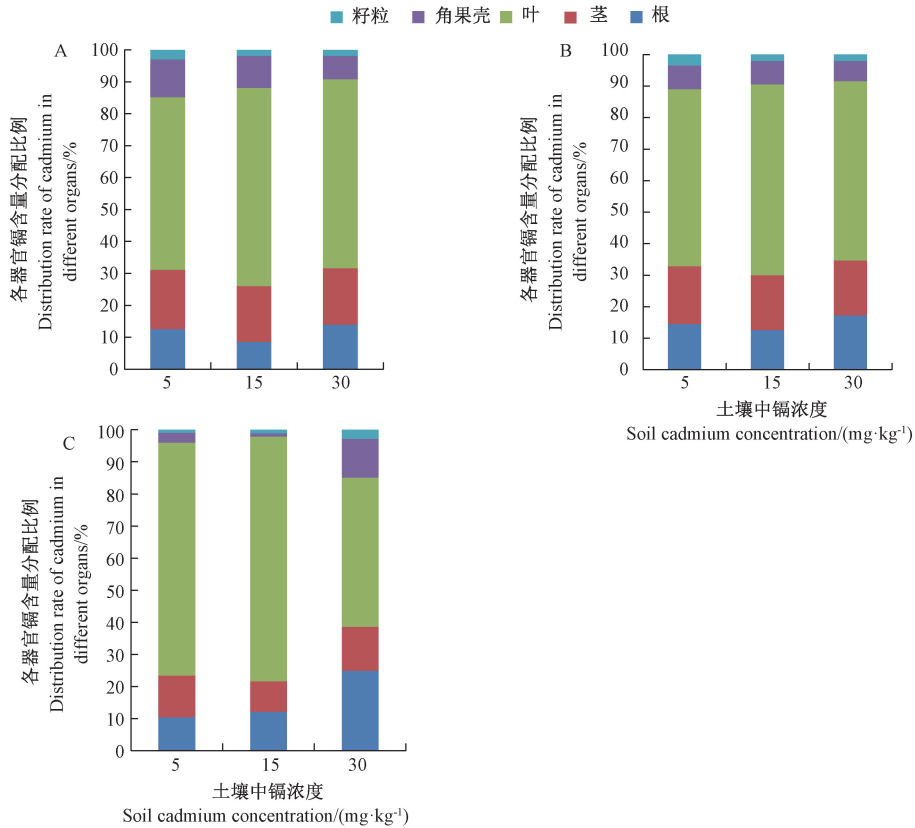 籽粒 角果壳 叶 茎 根
A
各器官镉含量分配比例
Distribution rate of cadmium in
different organs/%
100
90
80
70
60
50
40
30
20
10
0
5 15 30
B
各器官镉含量分配比例
Distribution rate of cadmium in
different organs/%
100
90
80
70
60
50
40
30
20
10
0
5 15 30
土壤中镉浓度
Soil cadmium concentration/(mg·kg⁻¹)
C
各器官镉含量分配比例
Distribution rate of cadmium in
different organs/%
100
90
80
70
60
50
40
30
20
10
0
5 15 30
土壤中镉浓度
Soil cadmium concentration/(mg·kg⁻¹)